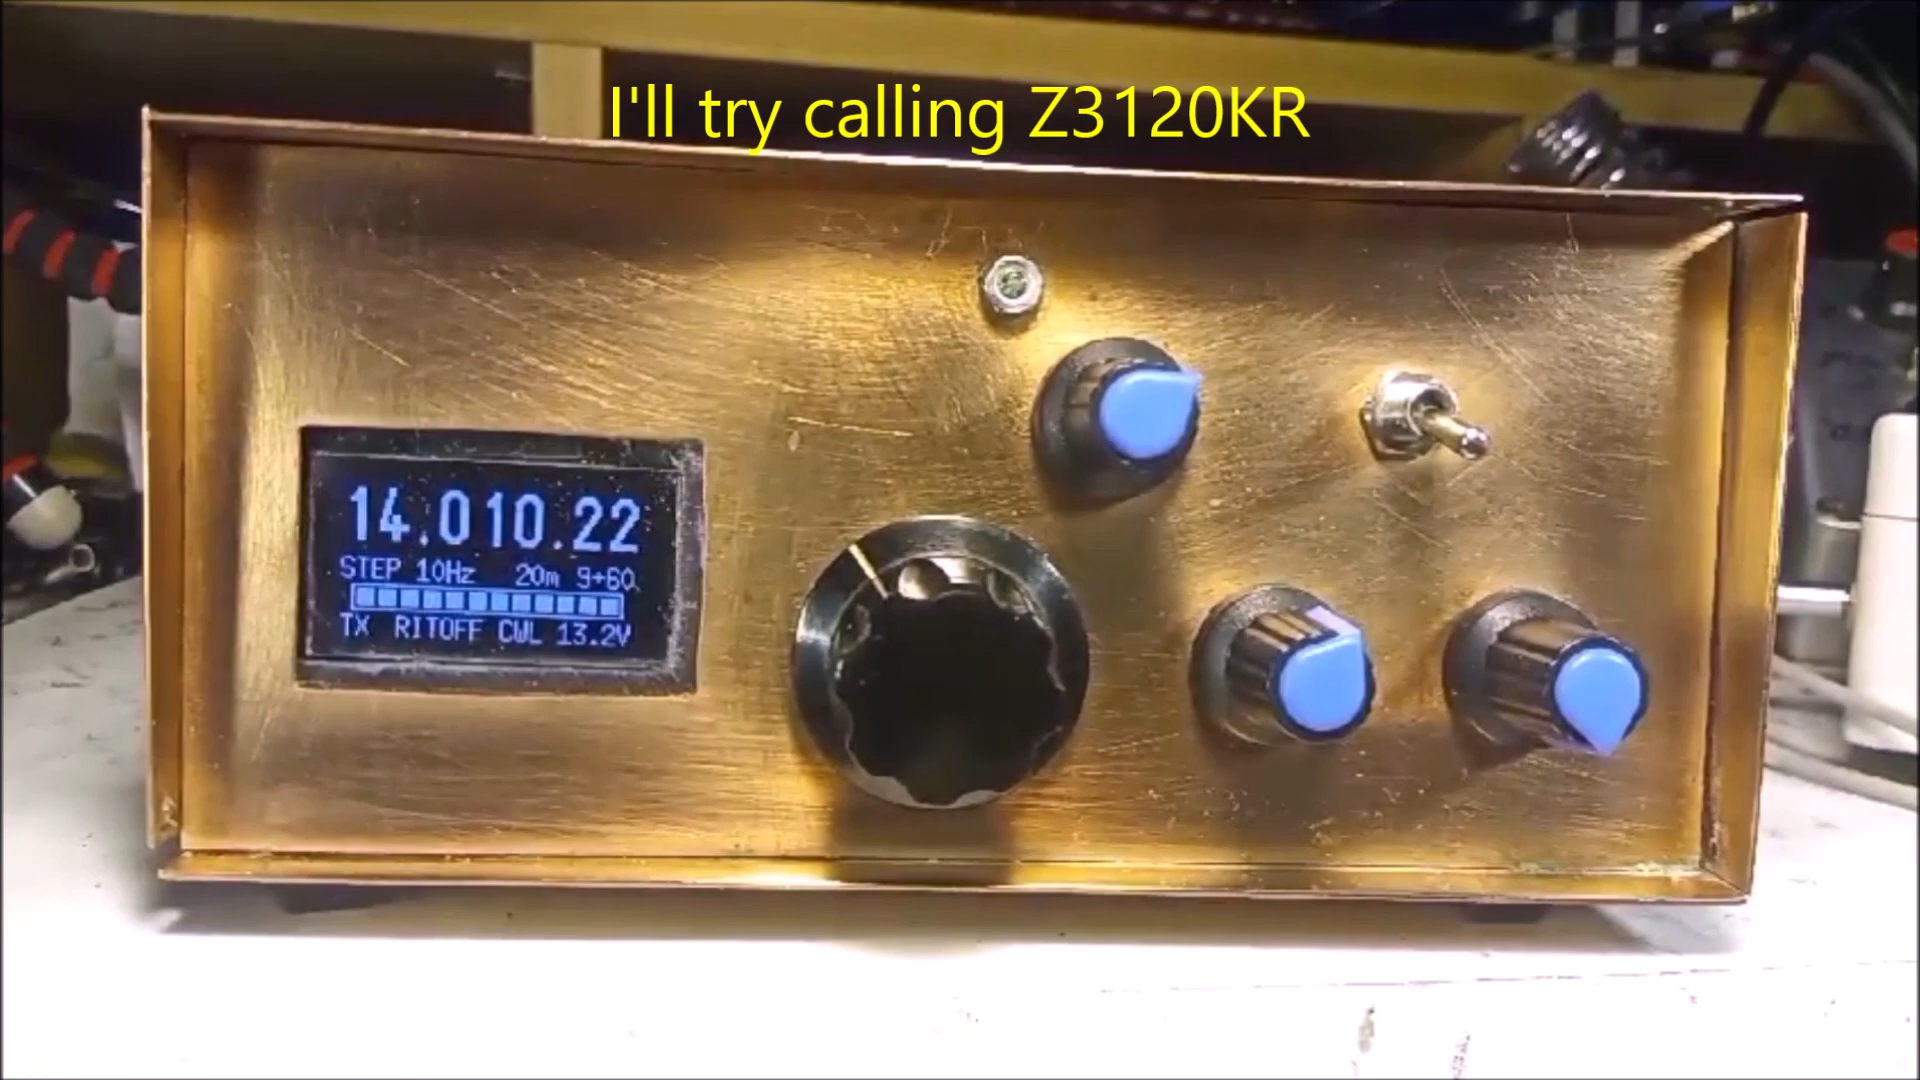 I'll try calling Z3120KR
14.010.22
STEP 10Hz 20m 9+60
TX RITOFF CWL 13.2V